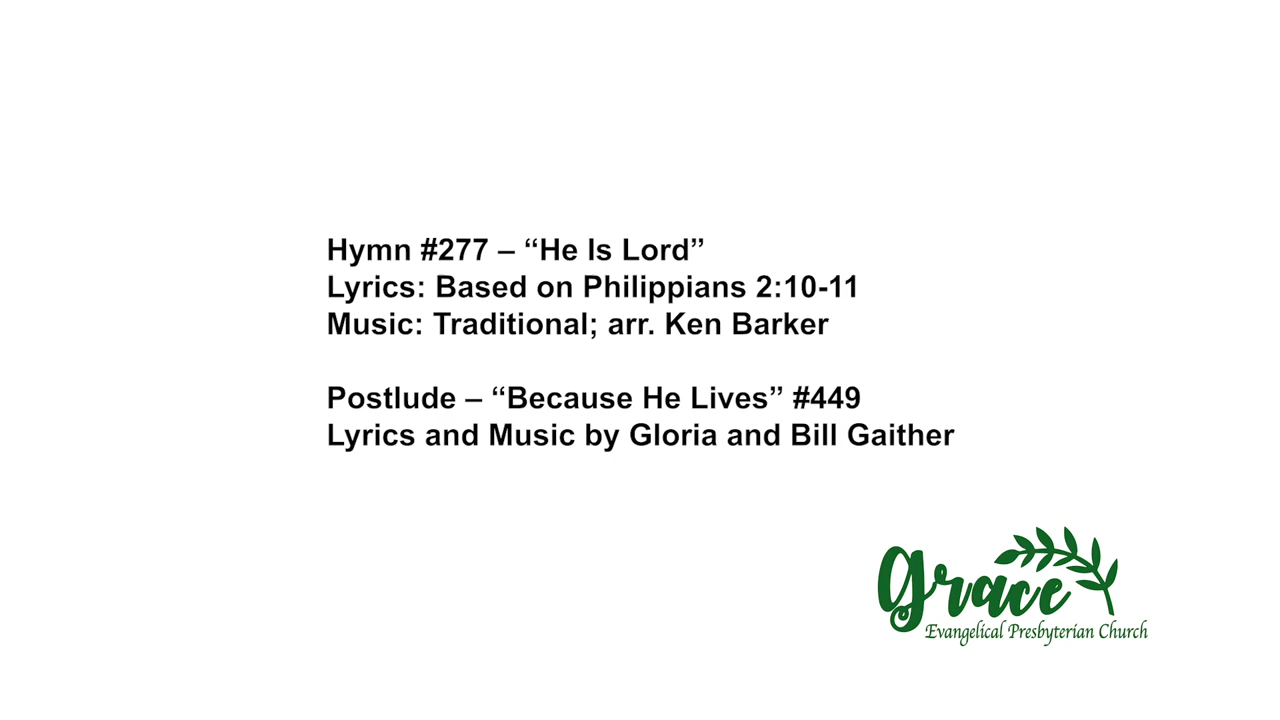 Hymn #277 – “He Is Lord”
Lyrics: Based on Philippians 2:10-11
Music: Traditional; arr. Ken Barker
Postlude – “Because He Lives” #449
Lyrics and Music by Gloria and Bill Gaither
grace
Evangelical Presbyterian Church